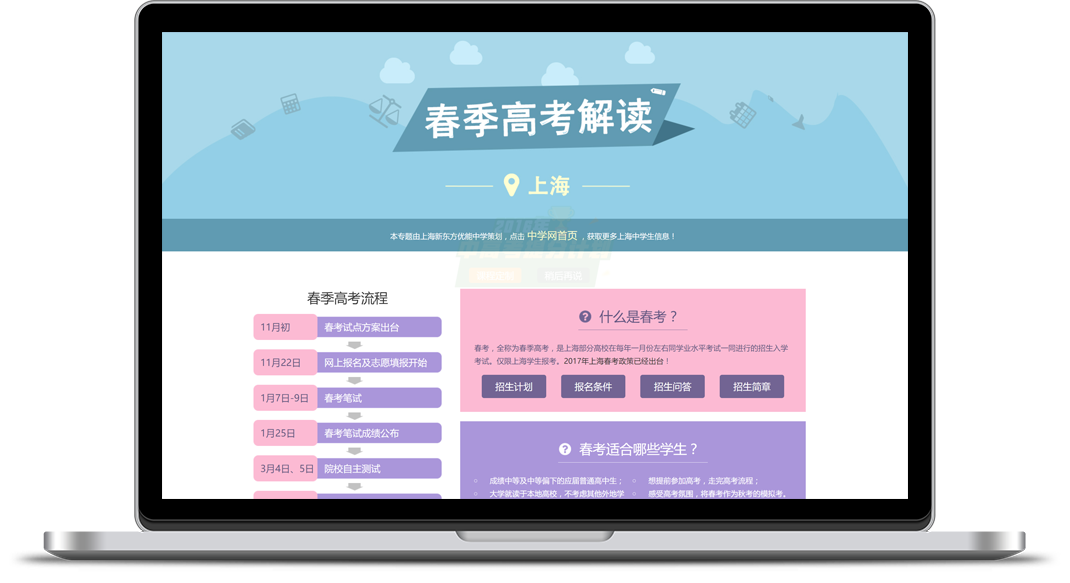 春季高考解读
上海
本专题由上海新东方优能中学策划，点击 中学网首页 ，获取更多上海中学生信息！
春季高考流程
11月初 春考试点方案出台
11月22日 网上报名及志愿填报开始
1月7日-9日 春考笔试
1月25日 春考笔试成绩公布
3月4日、5日 院校自主测试
什么是春考？
春考，全称为春季高考，是上海部分高校在每年一月份左右同学业水平考试一同进行的招生入学
考试。仅限上海学生报考。2017年上海春考政策已经出台！
招生计划 报名条件 招生问答 招生简章
春考适合哪些学生？
成绩中等及中等偏下的应届普通高中生； 想提前参加高考，走完高考流程；
大学就读于本地高校，不考虑其他外地学 感受高考氛围，将春考作为秋考的模拟考。